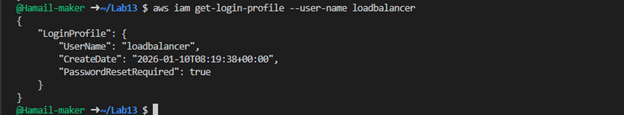 @Hamail-maker ➜~/Lab13 $ aws iam get-login-profile --user-name loadbalancer
{
    "LoginProfile": {
        "UserName": "loadbalancer",
        "CreateDate": "2026-01-10T08:19:38+00:00",
        "PasswordResetRequired": true
    }
}
@Hamail-maker ➜~/Lab13 $